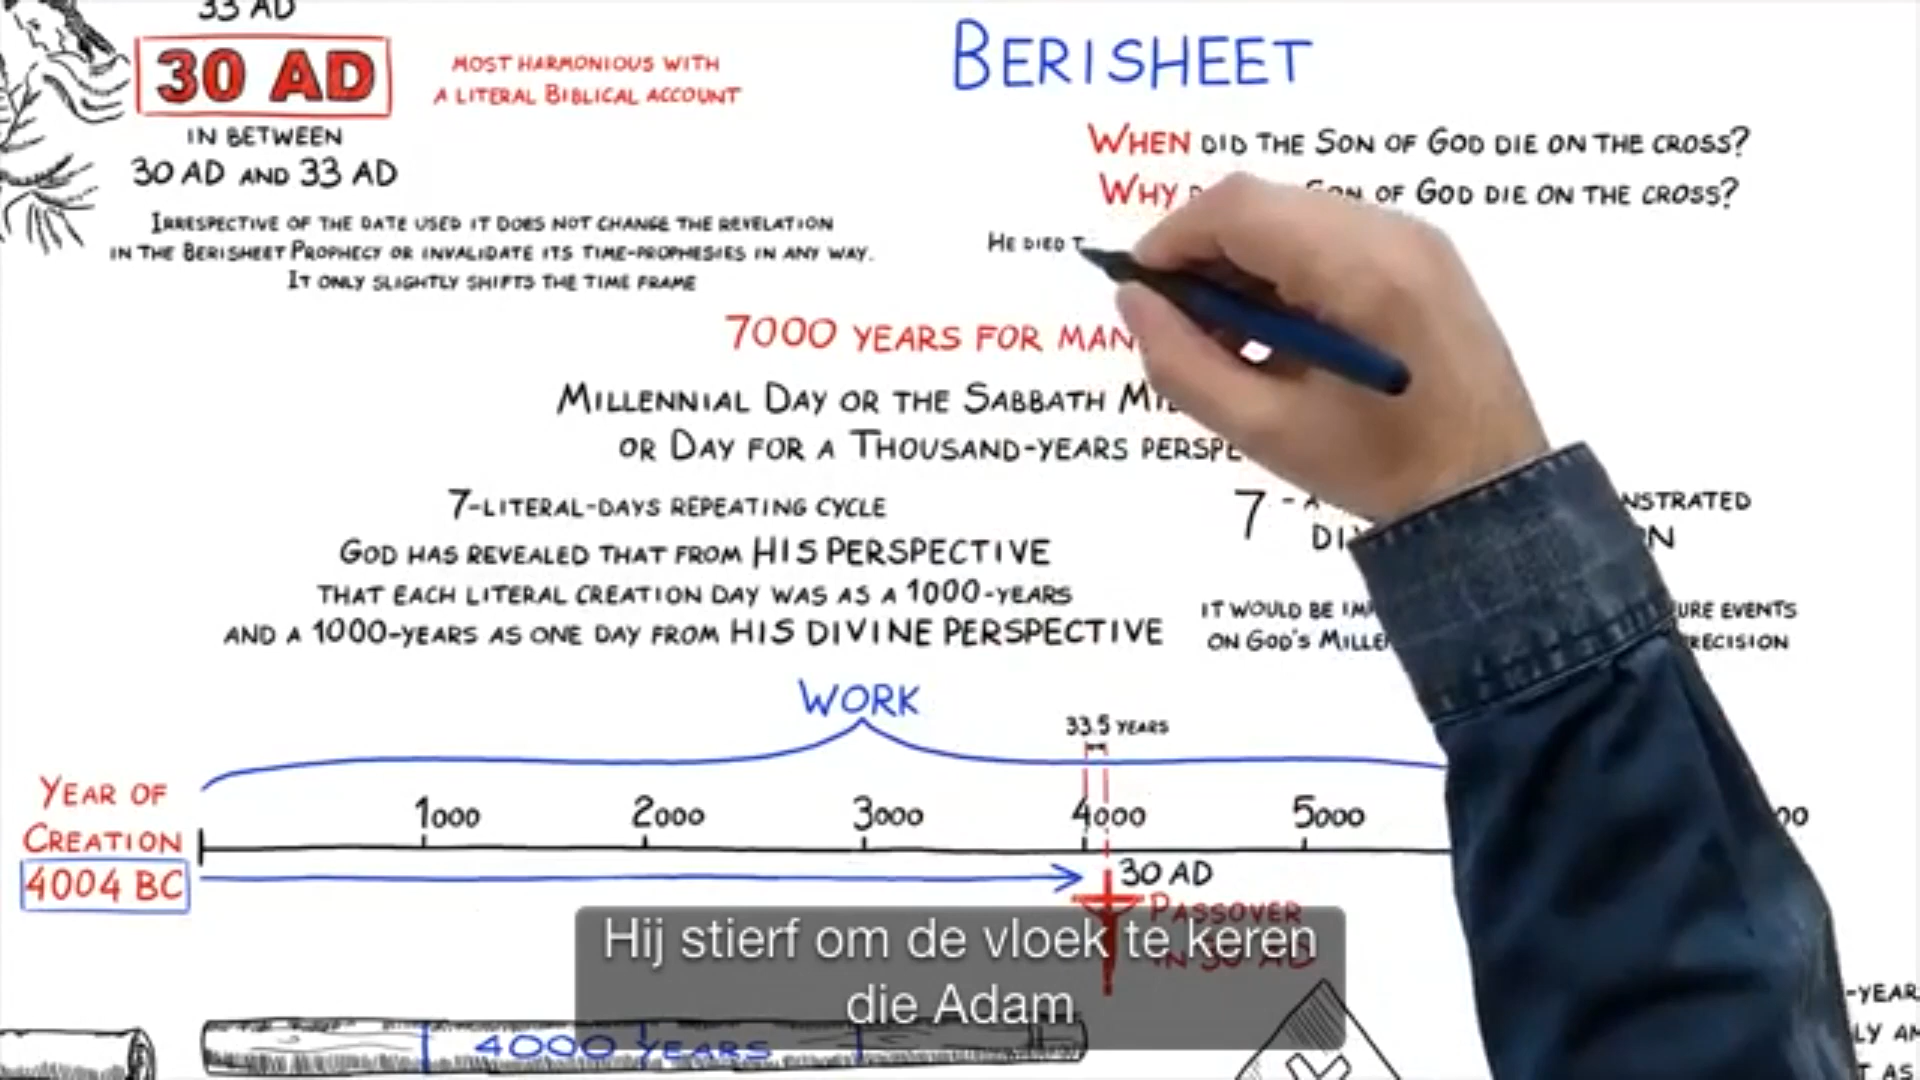 33 AD
30 AD
MOST HARMONIOUS WITH
A LITERAL BIBLICAL ACCOUNT
IN BETWEEN
30 AD AND 33 AD
IRRESPECTIVE OF THE DATE USED IT DOES NOT CHANGE THE REVELATION
IN THE BERISHEET PROPHECY OR INVALIDATE ITS TIME-PROPHESIES IN ANY WAY.
IT ONLY SLIGHTLY SHIFTS THE TIME FRAME
BERISHEET
WHEN DID THE SON OF GOD DIE ON THE CROSS?
WHY SON OF GOD DIE ON THE CROSS?
HE DIED T
7000 YEARS FOR MAN
MILLENNIAL DAY OR THE SABBATH
OR DAY FOR A THOUSAND-YEARS
7-LITERAL-DAYS REPEATING CYCLE
GOD HAS REVEALED THAT FROM HIS PERSPECTIVE
THAT EACH LITERAL CREATION DAY WAS AS A 1000-YEARS
AND A 1000-YEARS AS ONE DAY FROM HIS DIVINE PERSPECTIVE
7 - A
IT WOULD BE
ON GOD'S
EVENTS
WORK
33.5 YEARS
YEAR OF
CREATION
4004 BC
1000 2000 3000 4000 5000
30 AD
PASSOVER
IN 30 AD
Hij stierf om de vloek te keren
die Adam
4000 YEARS